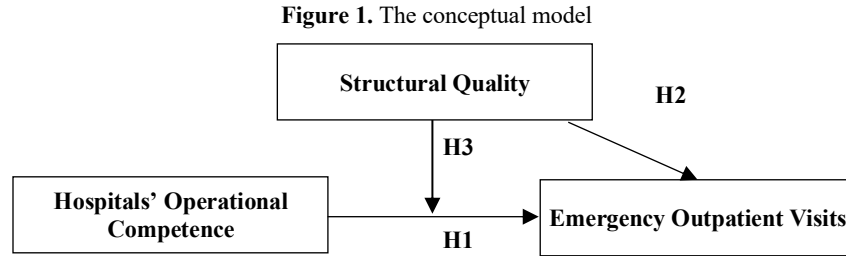 Figure 1. The conceptual model
Structural Quality
H2
H3
Hospitals' Operational
Competence
Emergency Outpatient Visits
H1